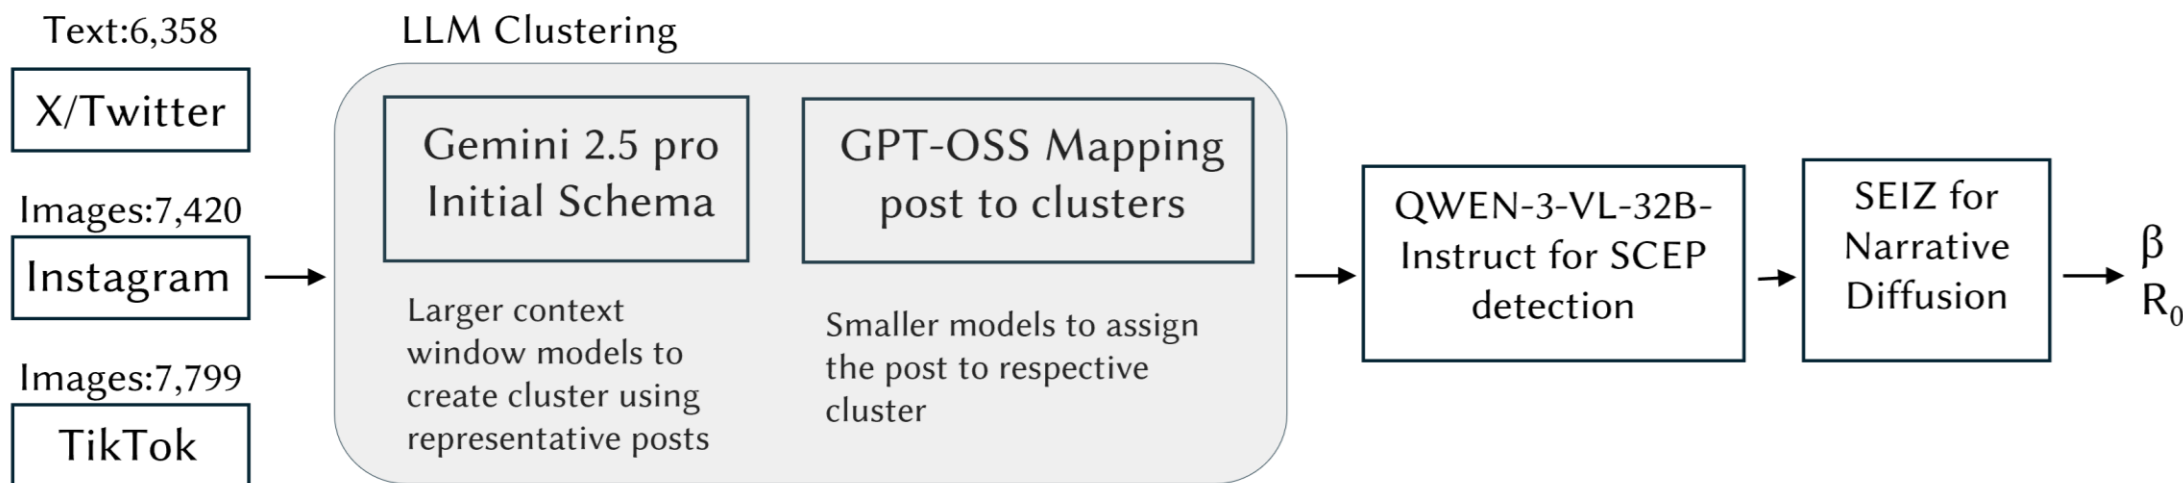 Text:6,358
X/Twitter
Images:7,420
Instagram
Images:7,799
TikTok
LLM Clustering
Gemini 2.5 pro
Initial Schema
Larger context
window models to
create cluster using
representative posts
GPT-OSS Mapping
post to clusters
Smaller models to assign
the post to respective
cluster
QWEN-3-VL-32B-
Instruct for SCEP
detection
SEIZ for
Narrative
Diffusion
β
R₀